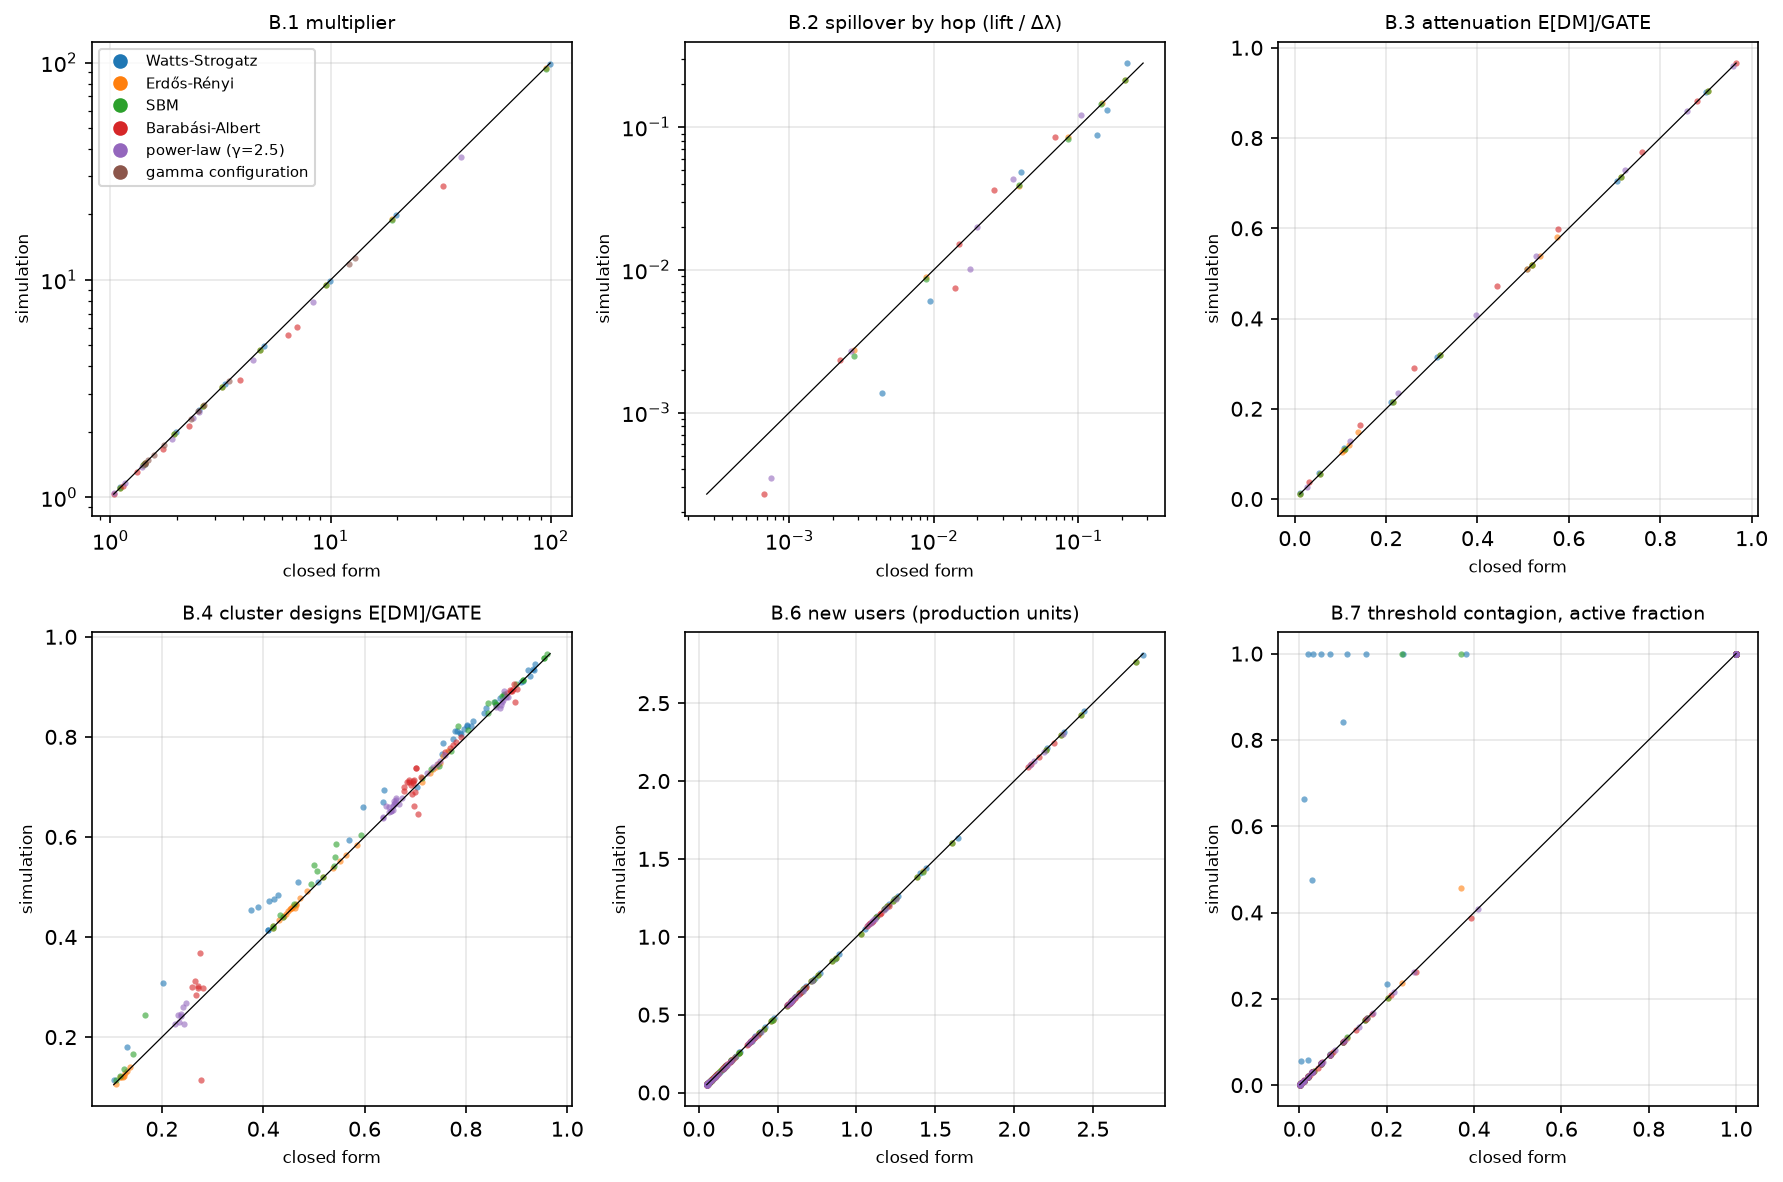 B.1 multiplier
10²
10¹
10⁰
simulation
Watts-Strogatz
Erdős-Rényi
SBM
Barabási-Albert
power-law (γ=2.5)
gamma configuration
10⁰ 10¹ 10²
closed form
B.2 spillover by hop (lift / Δλ)
10⁻¹
10⁻²
10⁻³
simulation
10⁻³ 10⁻² 10⁻¹
closed form
B.3 attenuation E[DM]/GATE
1.0
0.8
0.6
0.4
0.2
0.0
simulation
0.0 0.2 0.4 0.6 0.8 1.0
closed form
B.4 cluster designs E[DM]/GATE
1.0
0.8
0.6
0.4
0.2
simulation
0.2 0.4 0.6 0.8 1.0
closed form
B.6 new users (production units)
2.5
2.0
1.5
1.0
0.5
0.0
simulation
0.0 0.5 1.0 1.5 2.0 2.5
closed form
B.7 threshold contagion, active fraction
1.0
0.8
0.6
0.4
0.2
0.0
simulation
0.0 0.2 0.4 0.6 0.8 1.0
closed form